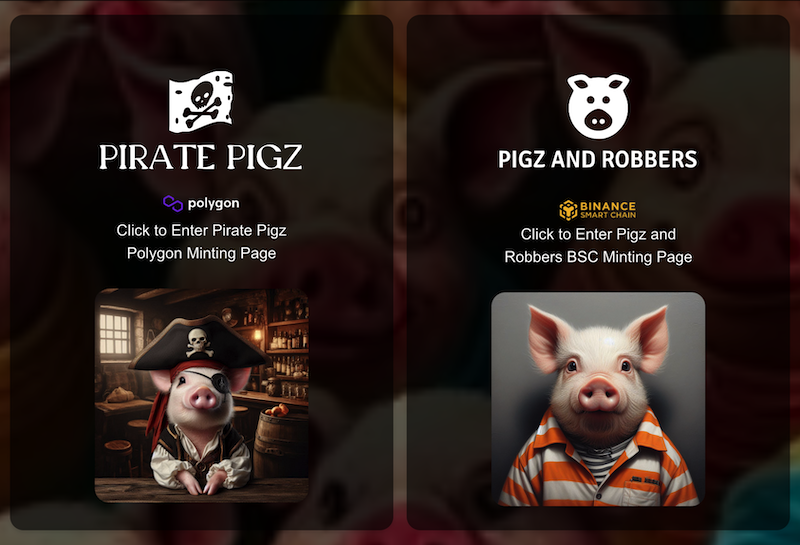 PIRATE PIGZ
polygon
Click to Enter Pirate Pigz
Polygon Minting Page
PIGZ AND ROBBERS
BINANCE
SMART CHAIN
Click to Enter Pigz and
Robbers BSC Minting Page